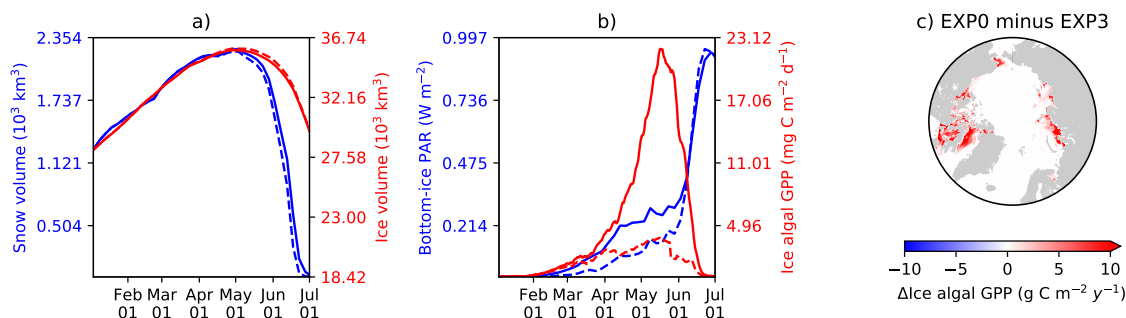 a)
Snow volume (10³ km³)
2.354
1.737
1.121
0.504
36.74
32.16
27.58
23.00
18.42
Ice volume (10³ km³)
Feb 01
Mar 01
Apr 01
May 01
Jun 01
Jul 01
b)
Bottom-ice PAR (W m⁻²)
0.997
0.736
0.475
0.214
23.12
17.06
11.01
4.96
Ice algal GPP (mg C m⁻² d⁻¹)
Feb 01
Mar 01
Apr 01
May 01
Jun 01
Jul 01
c) EXP0 minus EXP3
−10
−5
0
5
10
ΔIce algal GPP (g C m⁻² y⁻¹)